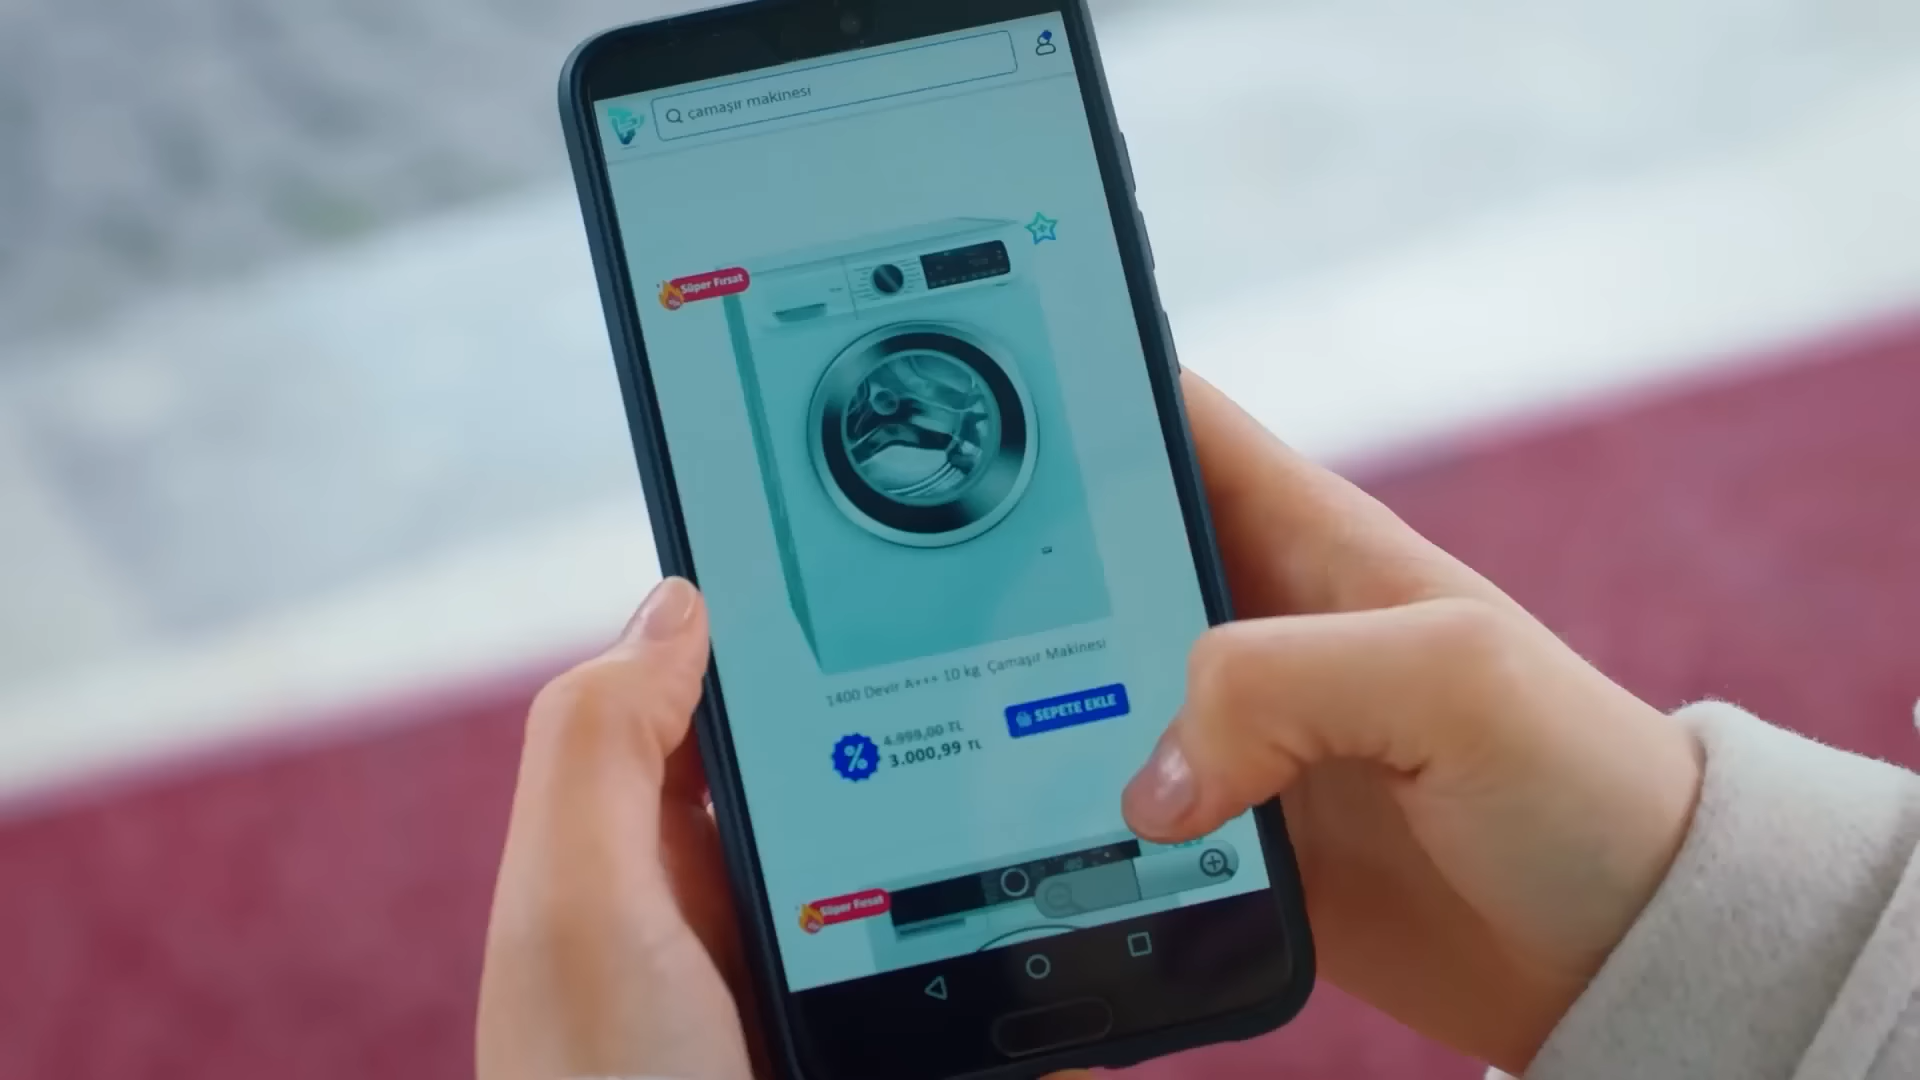 çamaşır makinesi
Süper Fırsat
1400 Devir A+++ 10 kg Çamaşır Makinesi
4.999,00 TL
SEPETE EKLE
% 3.000,99 TL
Süper Fırsat